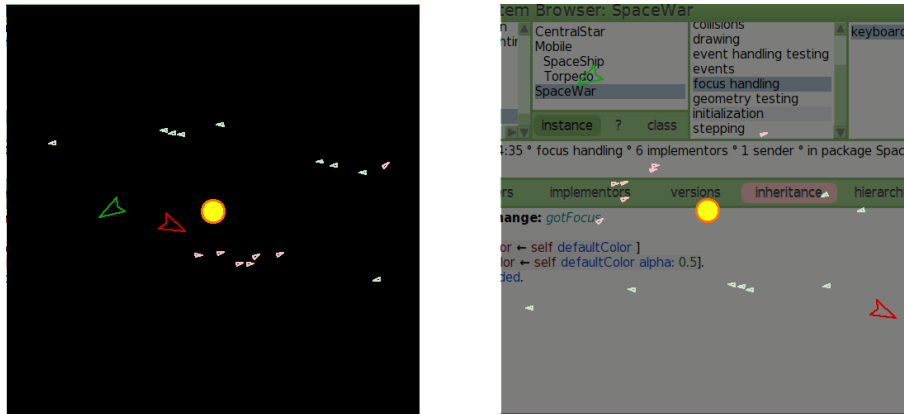 tem Browser: SpaceWar
CentralStar
Mobile
SpaceShip
Torpedo
SpaceWar
instance ? class
collisions
drawing
event handling testing
events
focus handling
geometry testing
initialization
stepping
keyboard
4:35 ° focus handling ° 6 implementors ° 1 sender ° in package Spac
rs implementors versions inheritance hierarch
hange: gotFocus
or ← self defaultColor ]
lor ← self defaultColor alpha: 0.5].
ded.